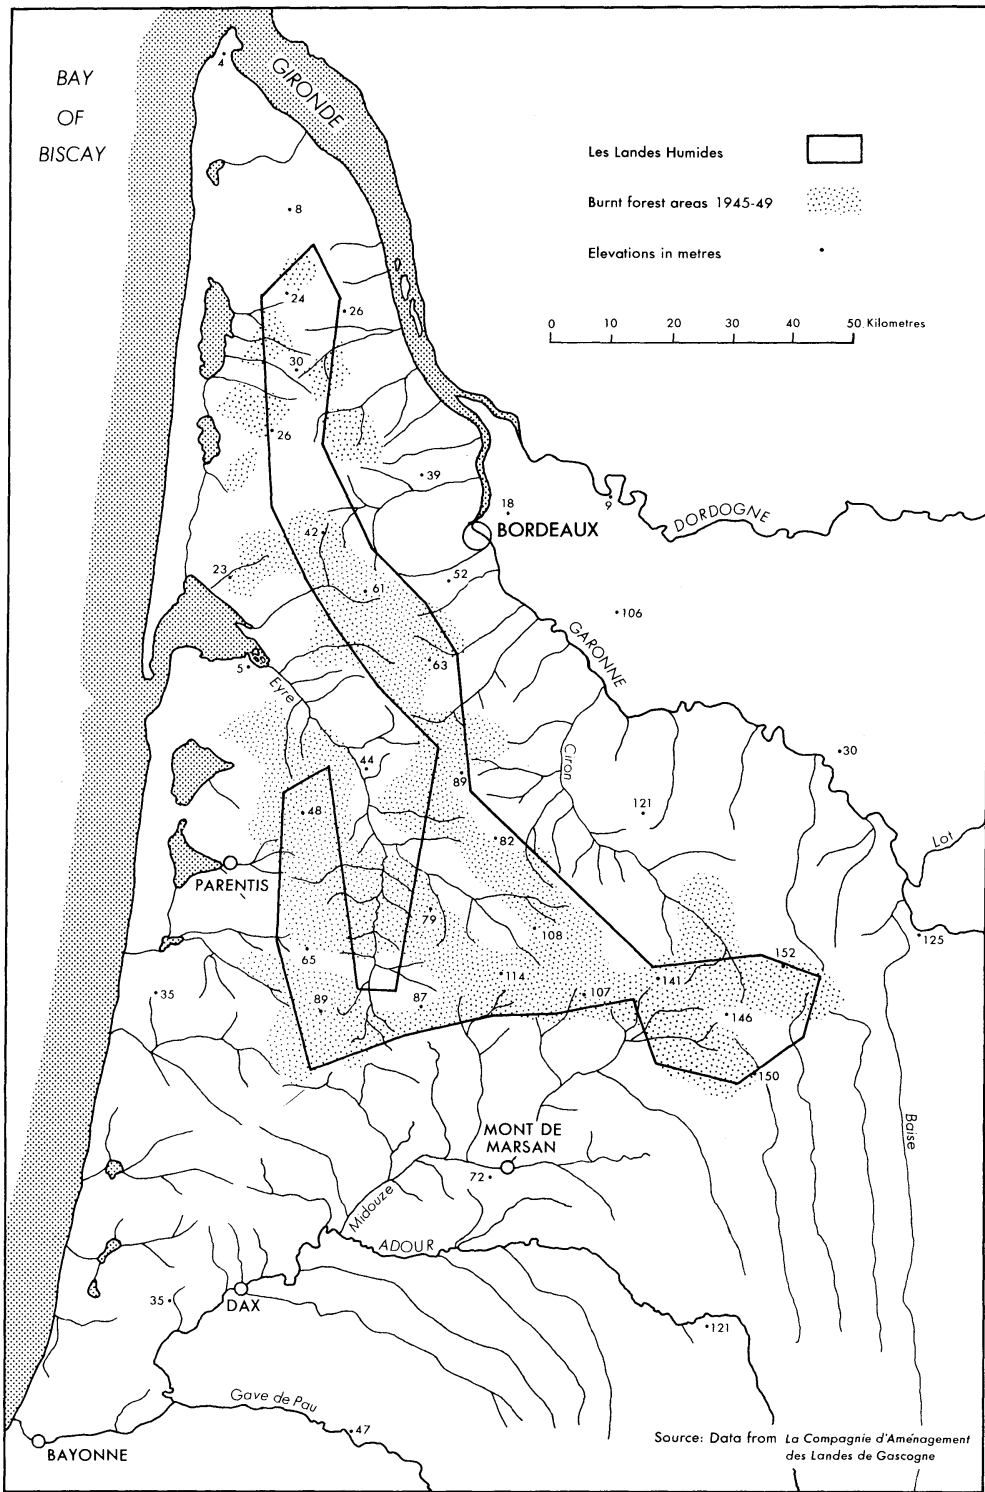 BAY
OF
BISCAY
GIRONDE
4
Les Landes Humides
Burnt forest areas 1945-49
Elevations in metres
0 10 20 30 40 50 Kilometres
8
24
26
30
26
39
18
9
DORDOGNE
BORDEAUX
42
23
61
52
106
GARONNE
63
5
Eyre
44
89
Ciron
30
121
48
82
Lot
PARENTIS
79
108
125
65
114
141
152
35
89
87
107
146
150
Baise
MONT DE
MARSAN
72
Midouze
ADOUR
35
DAX
121
Gave de Pau
47
BAYONNE
Source: Data from La Compagnie d'Aménagement
des Landes de Gascogne